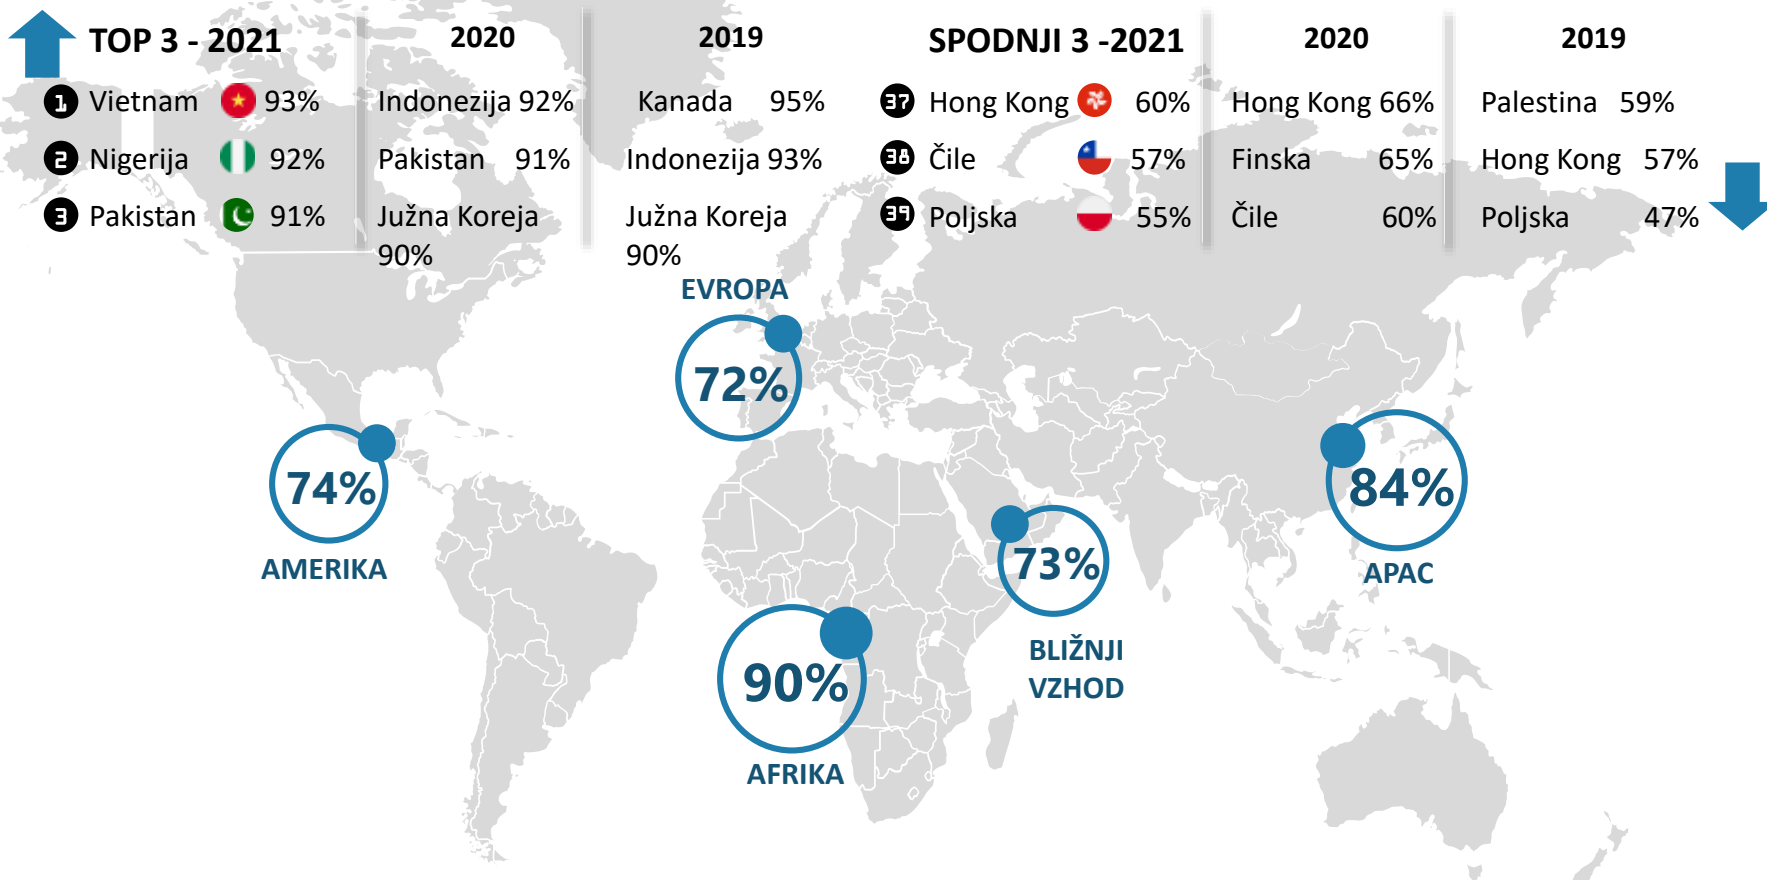 TOP 3 - 2021 2020 2019 SPODNJI 3 -2021 2020 2019
1 Vietnam 93% Indonezija 92% Kanada 95% 37 Hong Kong 60% Hong Kong 66% Palestina 59%
2 Nigerija 92% Pakistan 91% Indonezija 93% 38 Čile 57% Finska 65% Hong Kong 57%
3 Pakistan 91% Južna Koreja Južna Koreja 39 Poljska 55% Čile 60% Poljska 47%
90% 90%
EVROPA
72%
74%
AMERIKA
84%
APAC
73%
BLIŽNJI
VZHOD
90%
AFRIKA